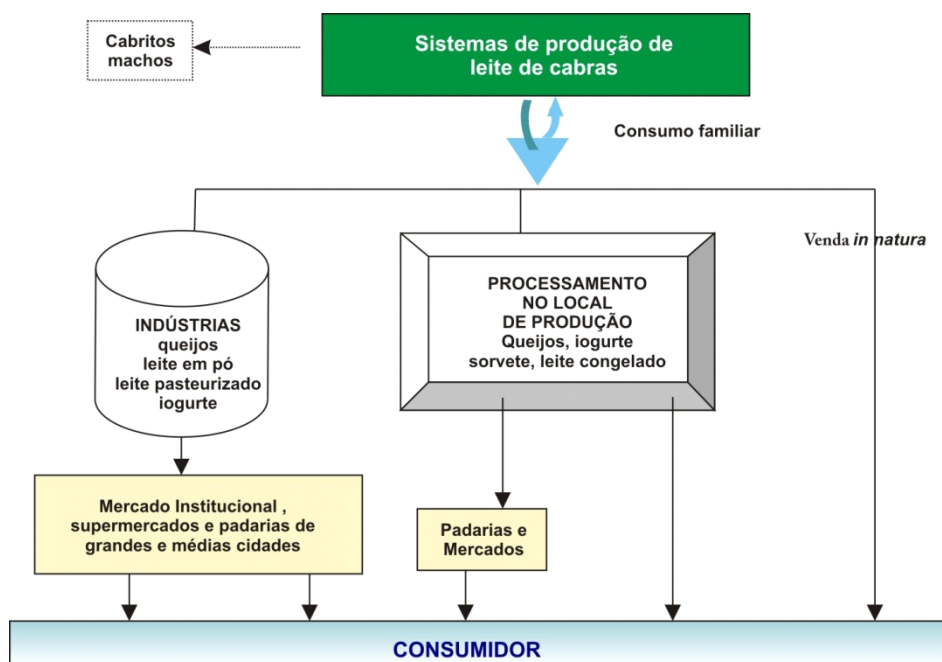 Cabritos
machos
Sistemas de produção de
leite de cabras
Consumo familiar
Venda in natura
INDÚSTRIAS
queijos
leite em pó
leite pasteurizado
iogurte
PROCESSAMENTO
NO LOCAL
DE PRODUÇÃO
Queijos, iogurte
sorvete, leite congelado
Mercado Institucional ,
supermercados e padarias de
grandes e médias cidades
Padarias e
Mercados
CONSUMIDOR